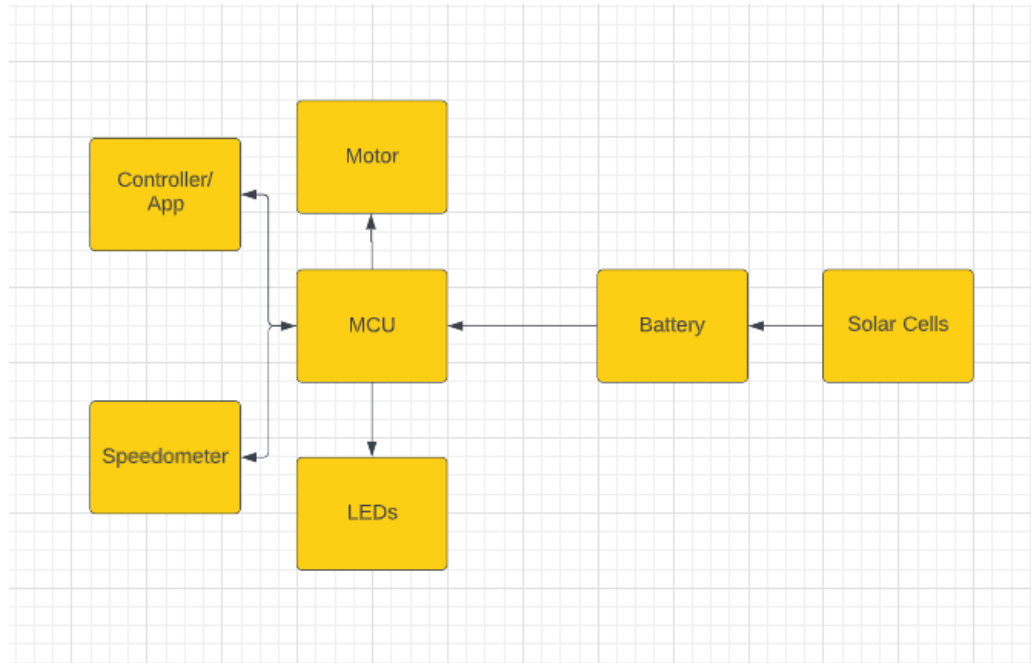 Motor
Controller/
App
MCU
Battery
Solar Cells
Speedometer
LEDs